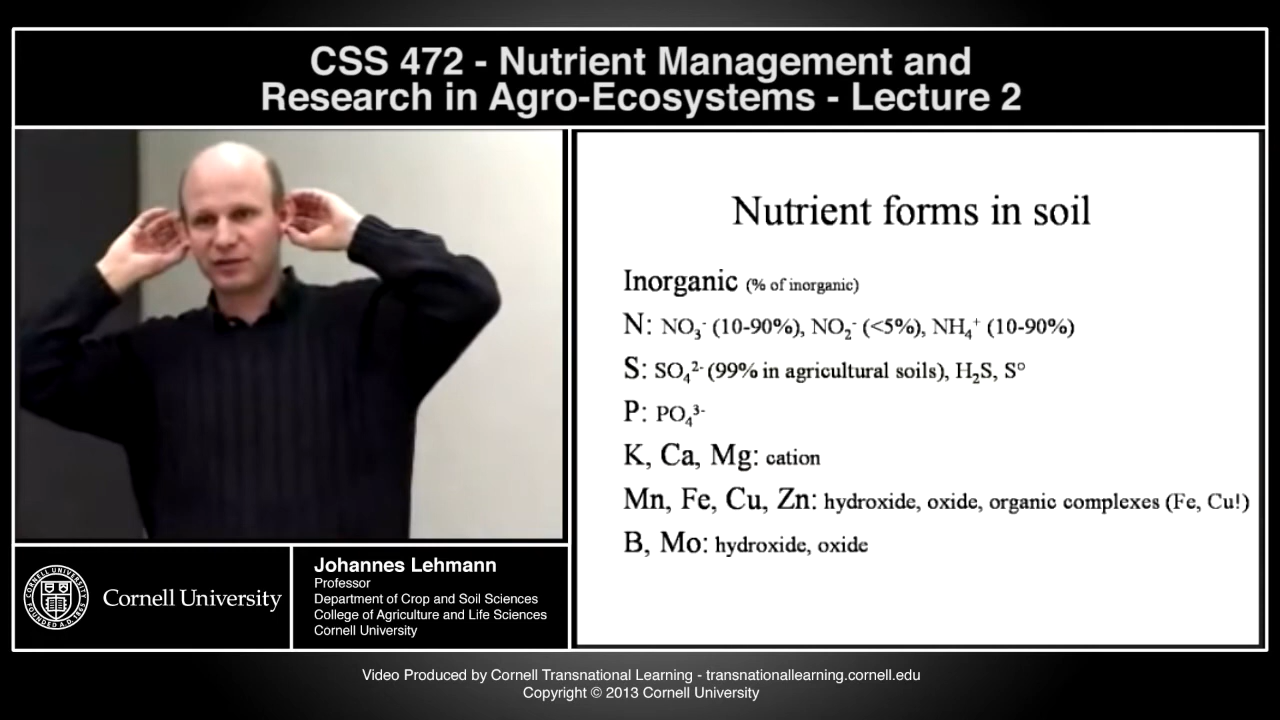 CSS 472 - Nutrient Management and
Research in Agro-Ecosystems - Lecture 2
Nutrient forms in soil
Inorganic (% of inorganic)
N: NO₃⁻ (10-90%), NO₂⁻ (<5%), NH₄⁺ (10-90%)
S: SO₄²⁻ (99% in agricultural soils), H₂S, S°
P: PO₄³⁻
K, Ca, Mg: cation
Mn, Fe, Cu, Zn: hydroxide, oxide, organic complexes (Fe, Cu!)
B, Mo: hydroxide, oxide
Cornell University
Johannes Lehmann
Professor
Department of Crop and Soil Sciences
College of Agriculture and Life Sciences
Cornell University
Video Produced by Cornell Transnational Learning - transnationallearning.cornell.edu
Copyright © 2013 Cornell University